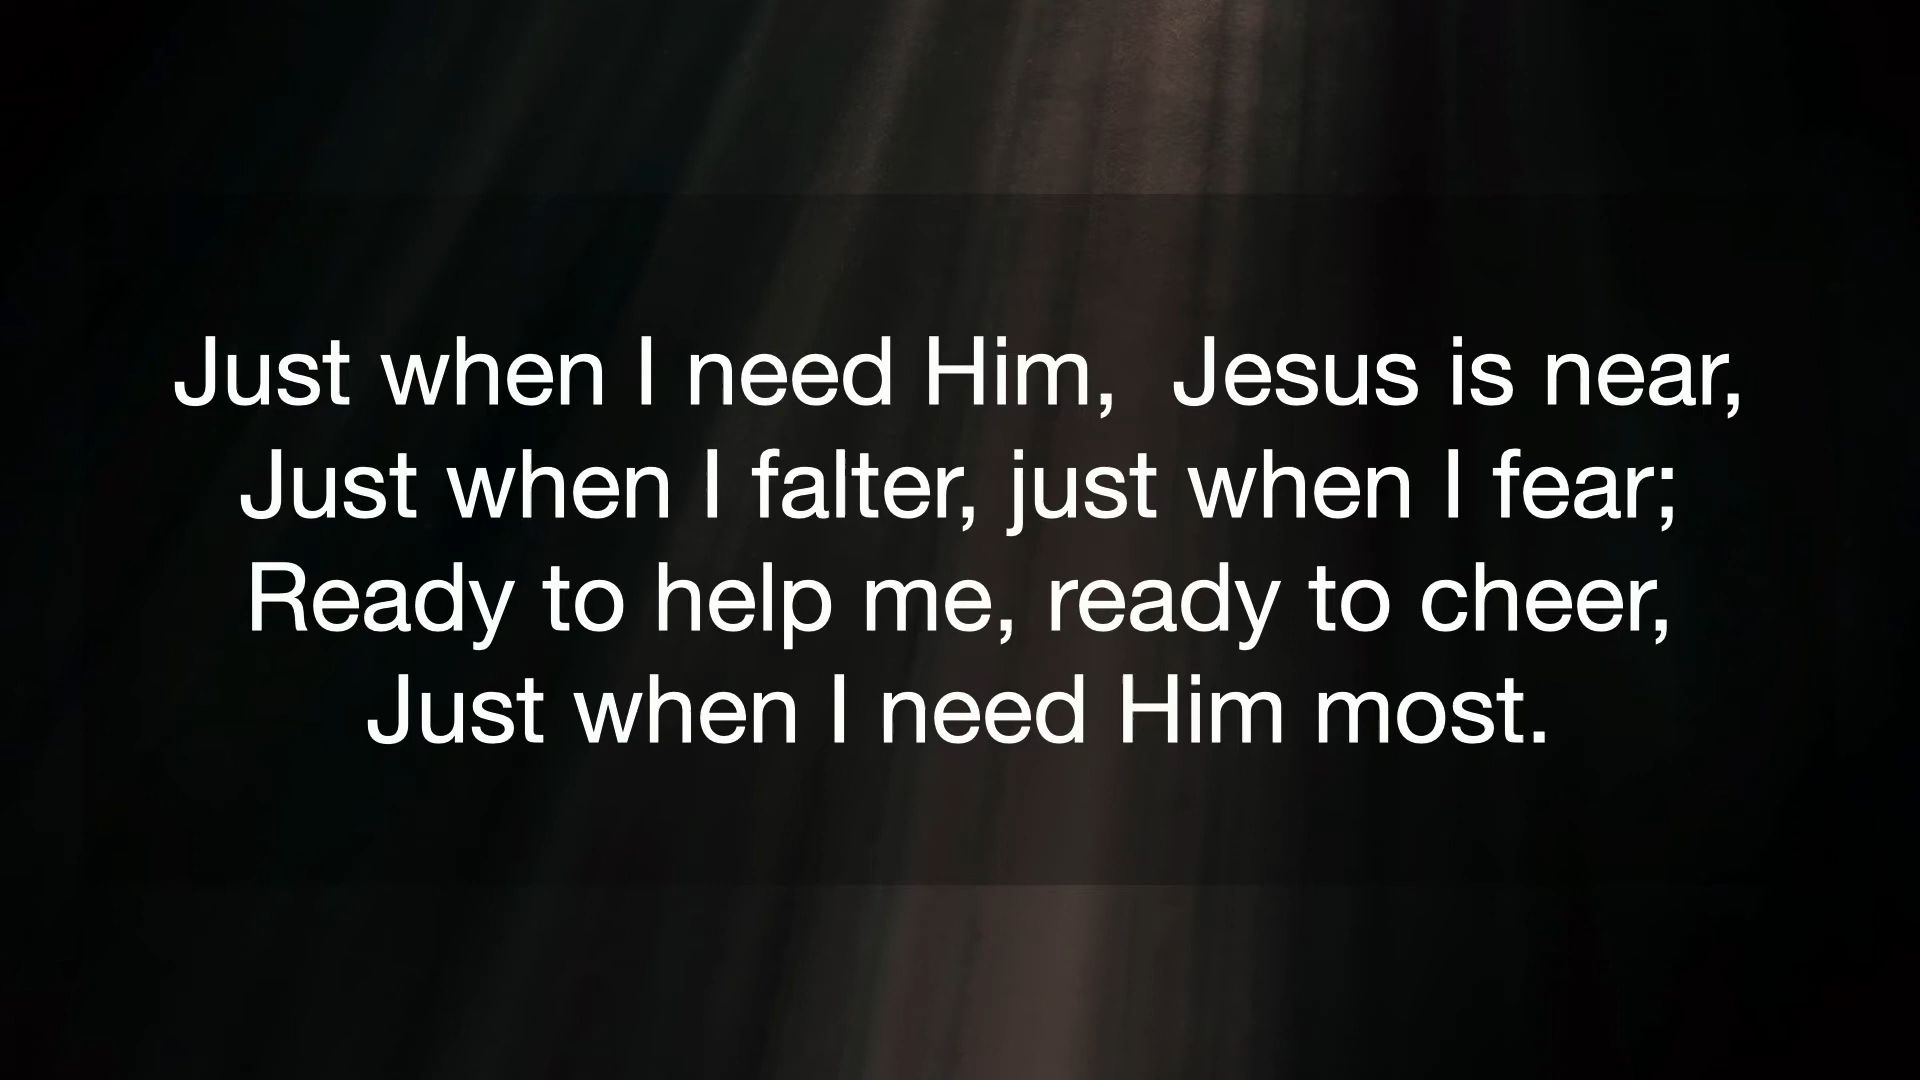 Just when I need Him,  Jesus is near,
Just when I falter, just when I fear;
Ready to help me, ready to cheer,
Just when I need Him most.